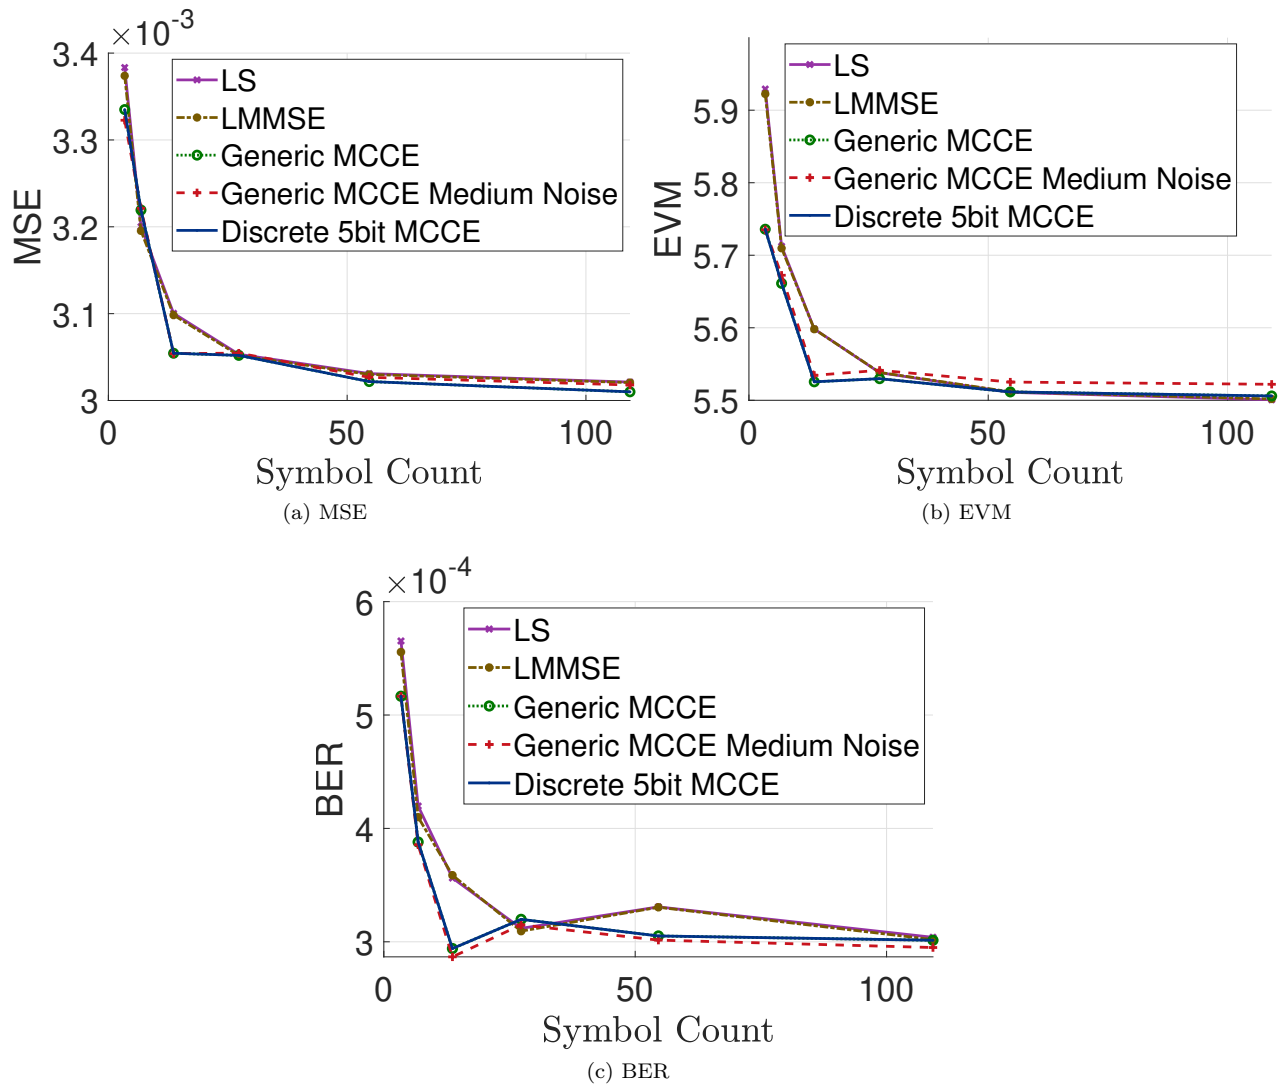 ×10-3
3.4
3.3
3.2
3.1
3
MSE
LS
LMMSE
Generic MCCE
Generic MCCE Medium Noise
Discrete 5bit MCCE
0 50 100
Symbol Count
(a) MSE
5.9
5.8
5.7
5.6
5.5
EVM
LS
LMMSE
Generic MCCE
Generic MCCE Medium Noise
Discrete 5bit MCCE
0 50 100
Symbol Count
(b) EVM
×10-4
6
5
4
3
BER
LS
LMMSE
Generic MCCE
Generic MCCE Medium Noise
Discrete 5bit MCCE
0 50 100
Symbol Count
(c) BER